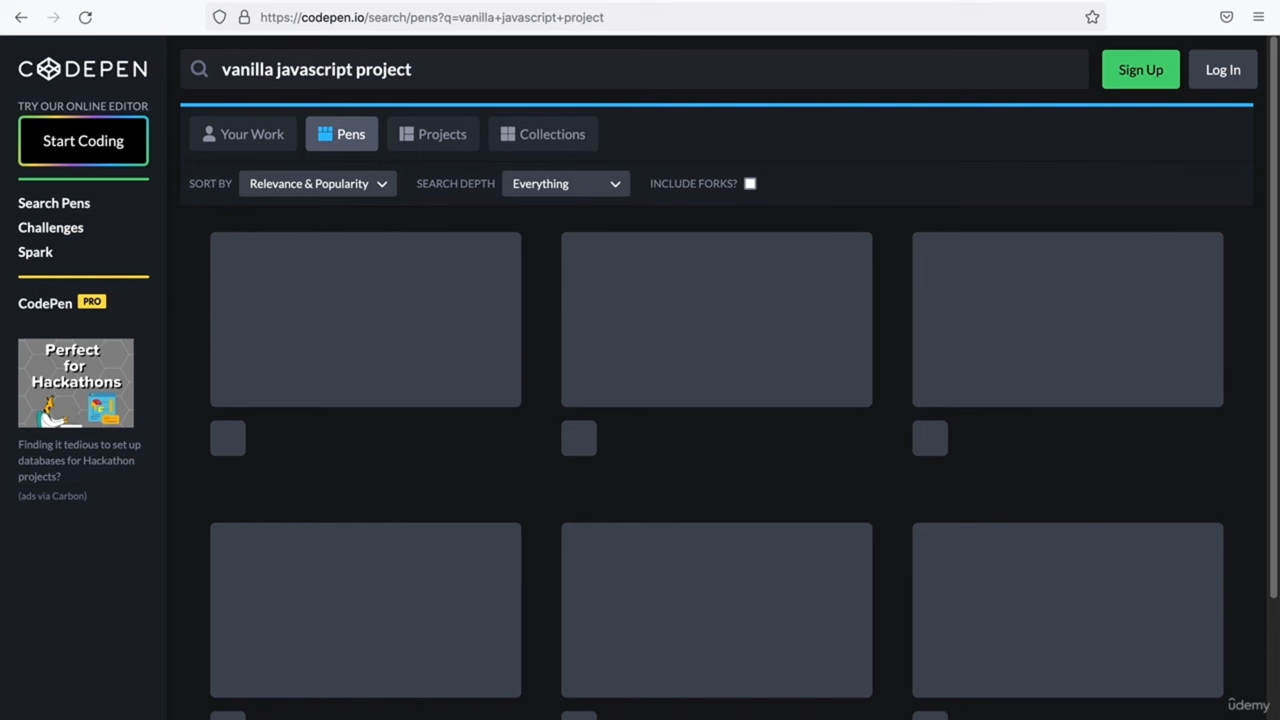 https://codepen.io/search/pens?q=vanilla+javascript+project
CODEPEN
vanilla javascript project
Sign Up
Log In
TRY OUR ONLINE EDITOR
Start Coding
Your Work
Pens
Projects
Collections
SORT BY
Relevance & Popularity
SEARCH DEPTH
Everything
INCLUDE FORKS?
Search Pens
Challenges
Spark
CodePen PRO
Perfect
for
Hackathons
Finding it tedious to set up
databases for Hackathon
projects?
(ads via Carbon)
ûdemy